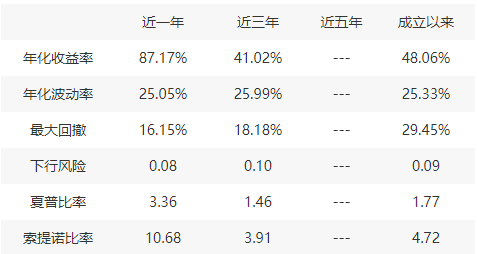 近一年 近三年 近五年 成立以来
年化收益率 87.17% 41.02% --- 48.06%
年化波动率 25.05% 25.99% --- 25.33%
最大回撤 16.15% 18.18% --- 29.45%
下行风险 0.08 0.10 --- 0.09
夏普比率 3.36 1.46 --- 1.77
索提诺比率 10.68 3.91 --- 4.72